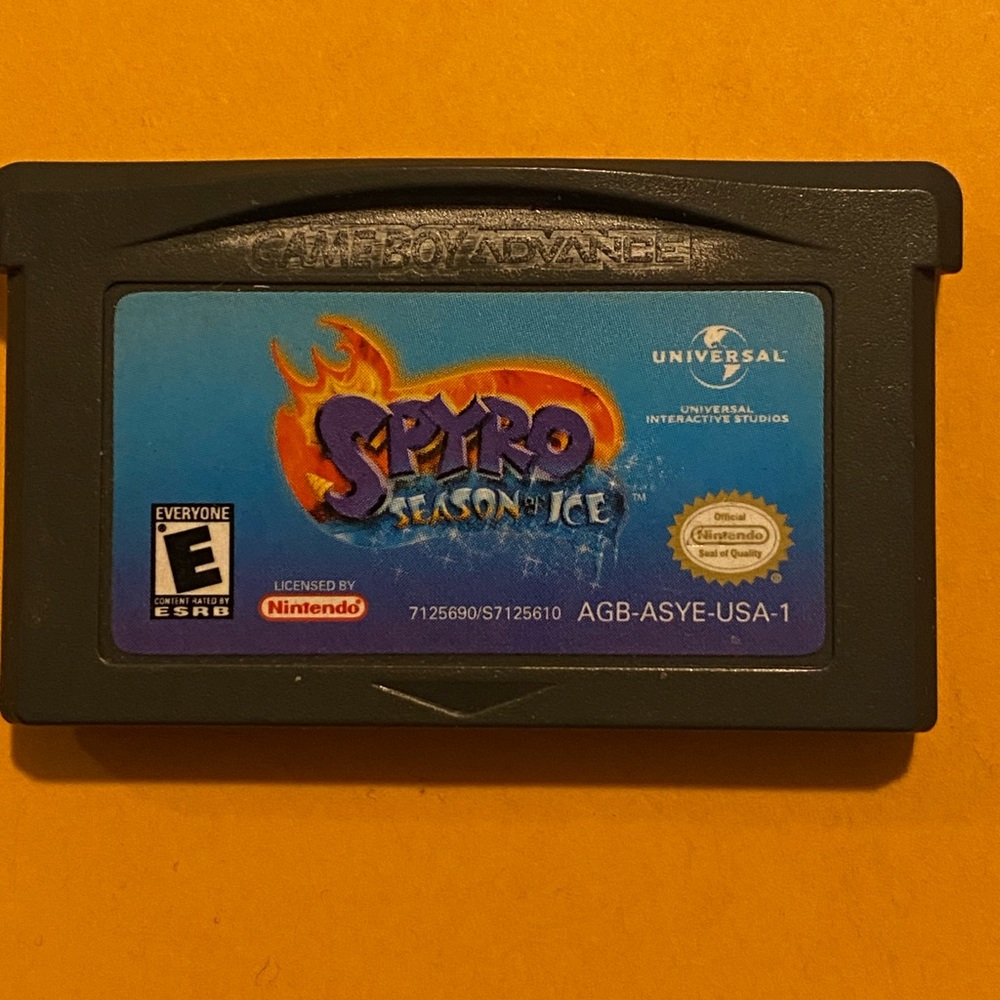 GAME BOY ADVANCE
UNIVERSAL
UNIVERSAL
INTERACTIVE STUDIOS
SPYRO
SEASON OF ICE ™
EVERYONE
E
CONTENT RATED BY
ESRB
LICENSED BY
Nintendo®
Official
Nintendo
Seal of Quality
®
7125690/S7125610 AGB-ASYE-USA-1